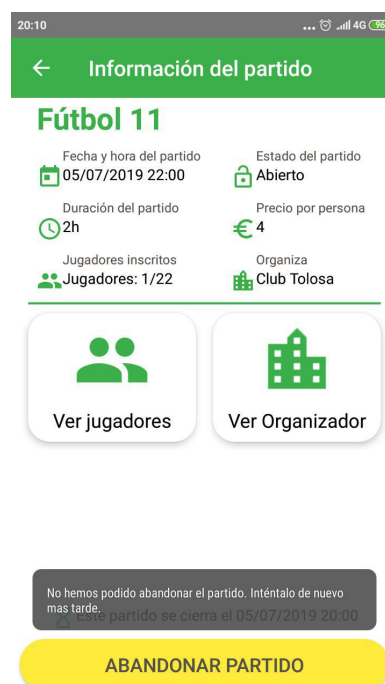 20:10
4G 96
Información del partido
Fútbol 11
Fecha y hora del partido
05/07/2019 22:00
Estado del partido
Abierto
Duración del partido
2h
Precio por persona
4
Jugadores inscritos
Jugadores: 1/22
Organiza
Club Tolosa
Ver jugadores
Ver Organizador
No hemos podido abandonar el partido. Inténtalo de nuevo
mas tarde.
Este partido se cierra el 05/07/2019 20:00
ABANDONAR PARTIDO